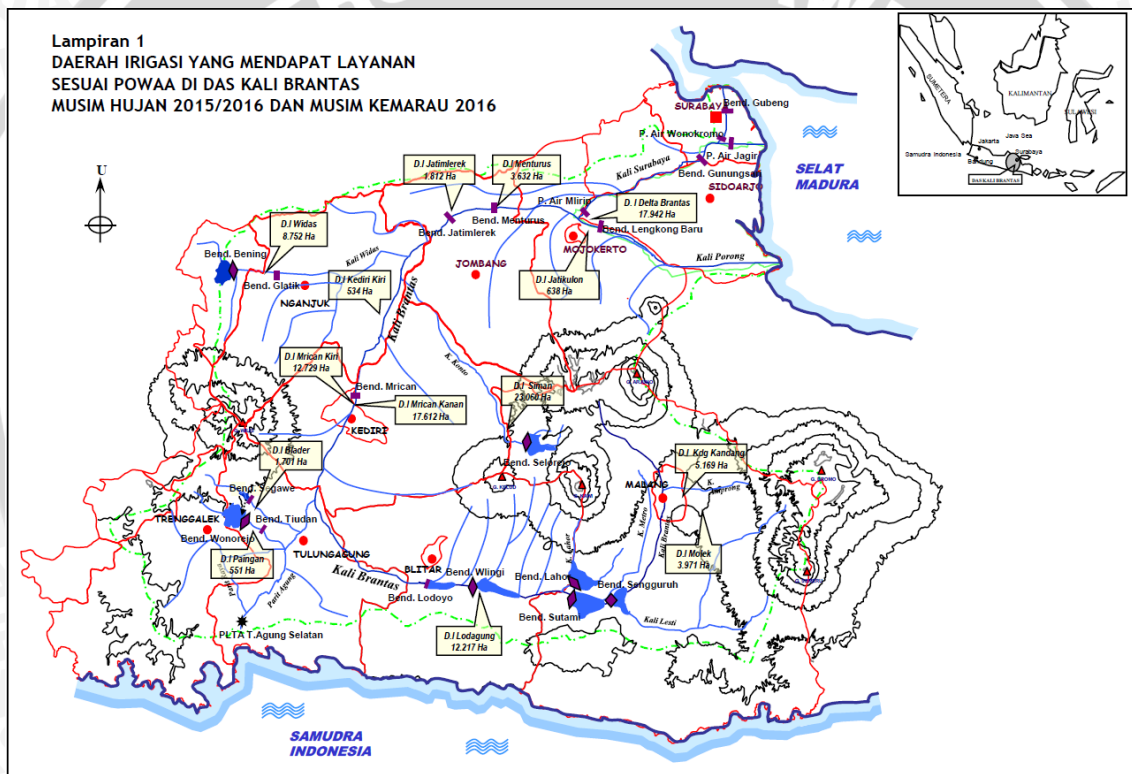 Lampiran 1
DAERAH IRIGASI YANG MENDAPAT LAYANAN
SESUAI POWAA DI DAS KALI BRANTAS
MUSIM HUJAN 2015/2016 DAN MUSIM KEMARAU 2016
SUMETERA
KALIMANTAN
Java Sea
Jakarta
Samudra Indonesia
Surabaya
Bandung
DAS KALI BRANTAS
U
SURABAY
Bend. Gubeng
P. Air Wonokromo
P. Air Jagir
Bend. Gunungsari
Kali Surabaya
SIDOARJO
SELAT
MADURA
D.I Jatimlerek
1.812 Ha
D.I Menturus
3.632 Ha
P. Air Mlirip
D. I Delta Brantas
17.942 Ha
Bend. Menturus
Bend. Jatimlerek
Bend. Lengkong Baru
MOJOKERTO
Kali Porong
D.I Widas
8.752 Ha
Bend. Bening
Kali Widas
JOMBANG
D.I Jatikulon
638 Ha
D.I Kediri Kiri
534 Ha
Bend. Glatik
NGANJUK
Kali Brantas
K. Konto
D.I Mrican Kiri
12.729 Ha
Bend. Mrican
D.I Mrican Kanan
17.612 Ha
KEDIRI
D.I Siman
23.060 Ha
Bend. Selorejo
D.I Blader
1.701 Ha
D.I. Kdg Kandang
5.169 Ha
MALANG
G. BROMO
TRENGGALEK
Bend. Tiudan
Bend. Wonorejo
TULUNGAGUNG
D.I Paingan
551 Ha
K. Metro
Kali Brantas
D.I Molek
3.971 Ha
Parit Agung
BLITAR
Kali Brantas
Bend. Wlingi
Bend. Lahor
Bend. Sengguruh
Bend. Lodoyo
Bend. Sutami
Kali Lesti
PLTA T.Agung Selatan
D.I Lodagung
12.217 Ha
SAMUDRA
INDONESIA